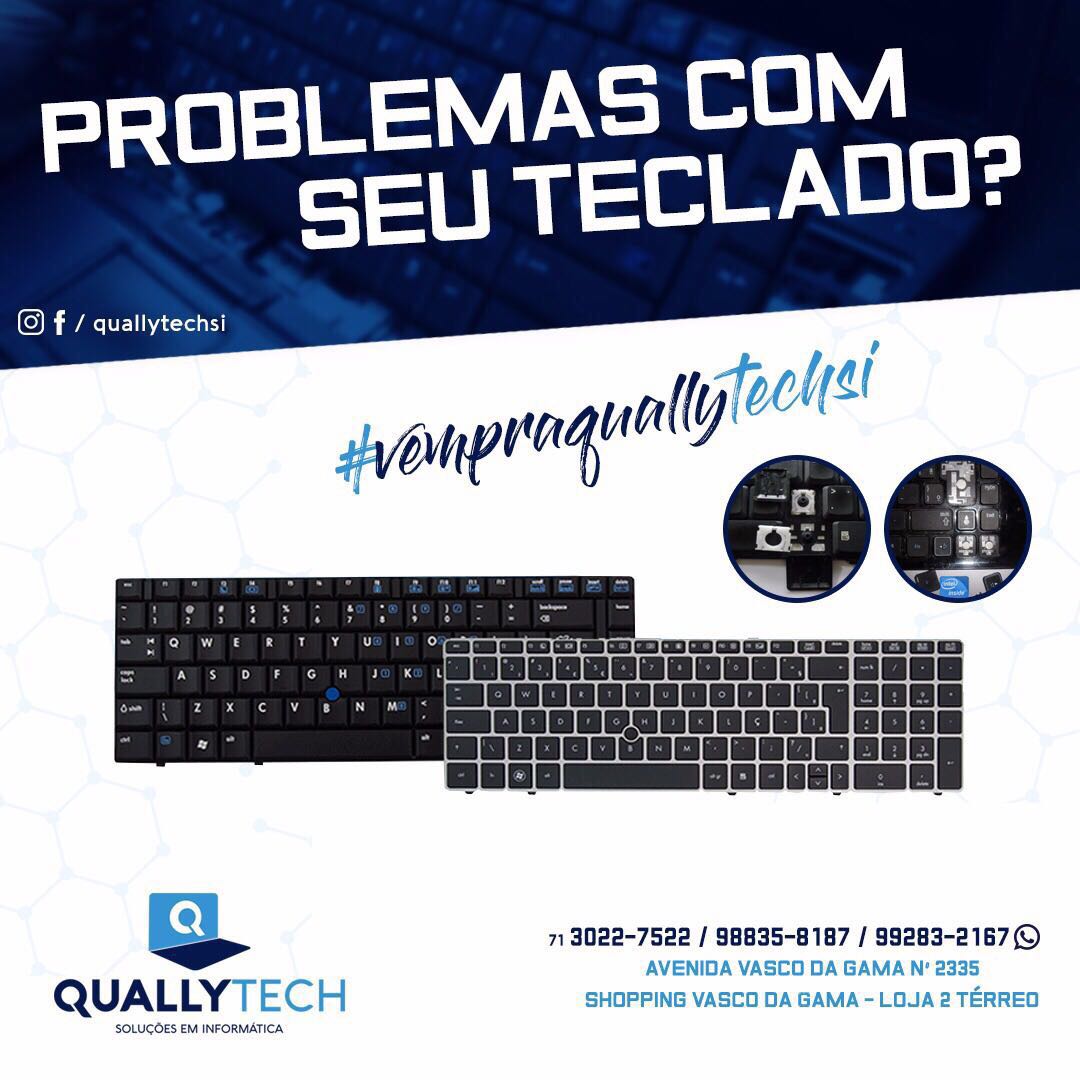 PROBLEMAS COM
SEU TECLADO?
/ quallytechsi
#vempraquallytechsi
Q
QUALLYTECH
SOLUÇÕES EM INFORMÁTICA
71 3022-7522 / 98835-8187 / 99283-2167
AVENIDA VASCO DA GAMA Nº 2335
SHOPPING VASCO DA GAMA - LOJA 2 TÉRREO